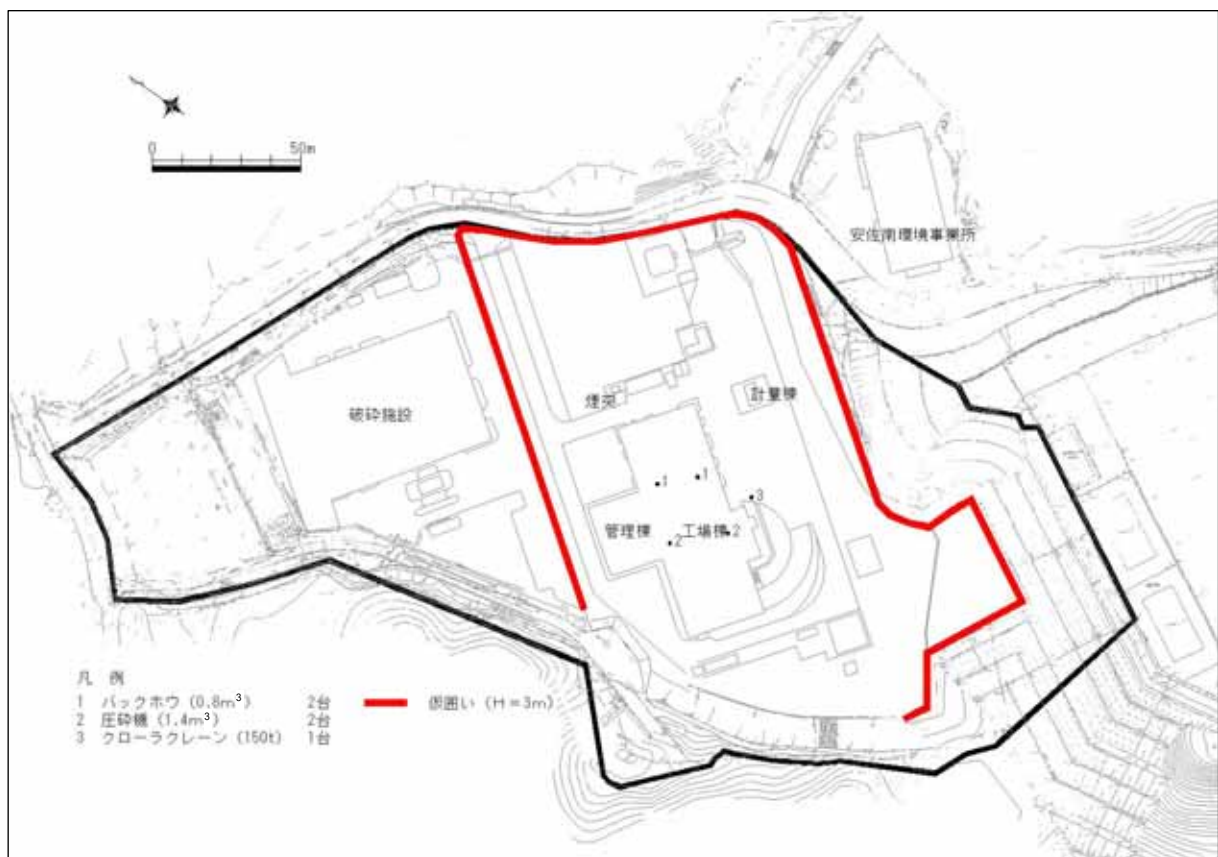 0 50m
安佐南環境事業所
破砕施設
煙突
計量棟
1 1
3
管理棟 工場棟 2
2
凡 例
1 バックホウ (0.8m³) 2台 仮囲い (H=3m)
2 圧砕機 (1.4m³) 2台
3 クローラクレーン (150t) 1台